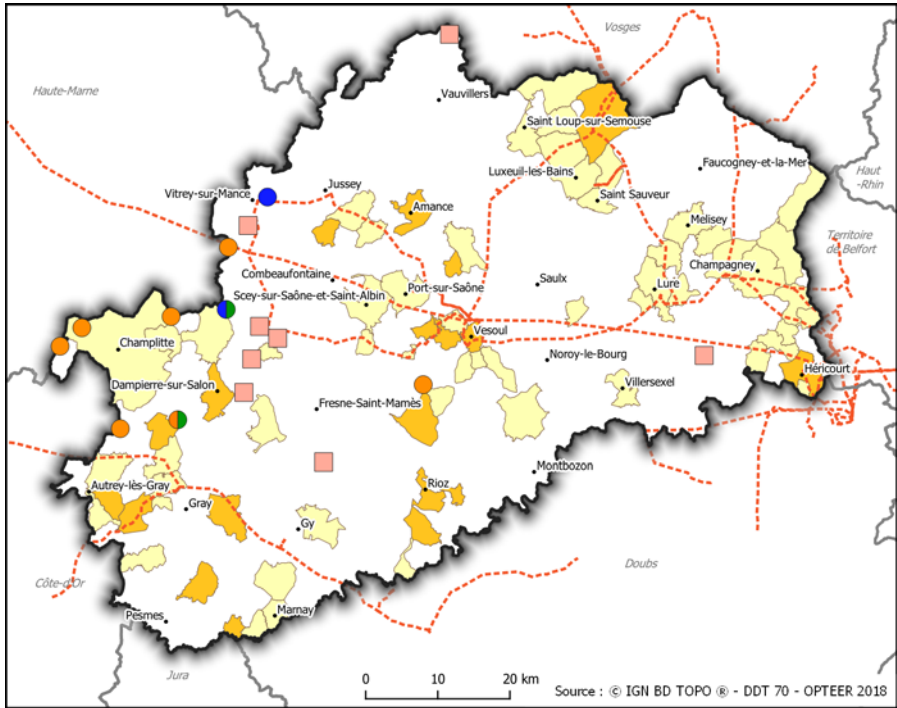 Vosges
Haute-Marne
Vauvillers
Saint Loup-sur-Semouse
Luxeuil-les-Bains
Faucogney-et-la-Mer
Haut
-Rhin
Vitrey-sur-Mance
Jussey
Amance
Saint Sauveur
Melisey
Territoire
de Belfort
Combeaufontaine
Scey-sur-Saône-et-Saint-Albin
Port-sur-Saône
Saulx
Lure
Champagney
Champlitte
Vesoul
Noroy-le-Bourg
Héricourt
Dampierre-sur-Salon
Fresne-Saint-Mamès
Villersexel
Autrey-lès-Gray
Gray
Rioz
Montbozon
Gy
Côte-d'Or
Doubs
Pesmes
Marnay
Jura
0 10 20 km
Source : © IGN BD TOPO ® - DDT 70 - OPTEER 2018